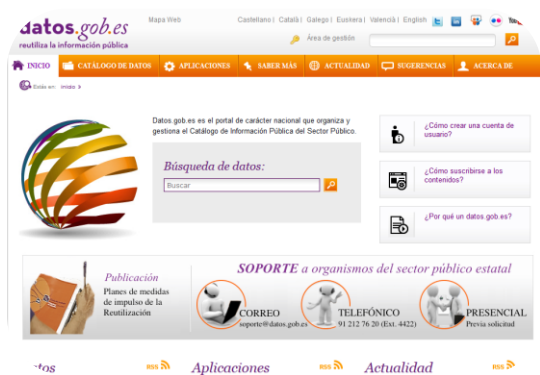 datos.gob.es
reutiliza la información pública
Mapa Web
Castellano | Català | Galego | Euskera | Valencià | English
Área de gestión
INICIO CATÁLOGO DE DATOS APLICACIONES SABER MÁS ACTUALIDAD SUGERENCIAS ACERCA DE
Estás en: Inicio >
Datos.gob.es es el portal de carácter nacional que organiza y
gestiona el Catálogo de Información Pública del Sector Público.
Búsqueda de datos:
Buscar
¿Cómo crear una cuenta de
usuario?
¿Cómo suscribirse a los
contenidos?
¿Por qué un datos.gob.es?
Publicación
Planes de medidas
de impulso de la
Reutilización
SOPORTE a organismos del sector público estatal
CORREO
soporte@datos.gob.es
TELEFÓNICO
91 212 76 20 (Ext. 4422)
PRESENCIAL
Previa solicitud
RSS
Aplicaciones
RSS
Actualidad
RSS